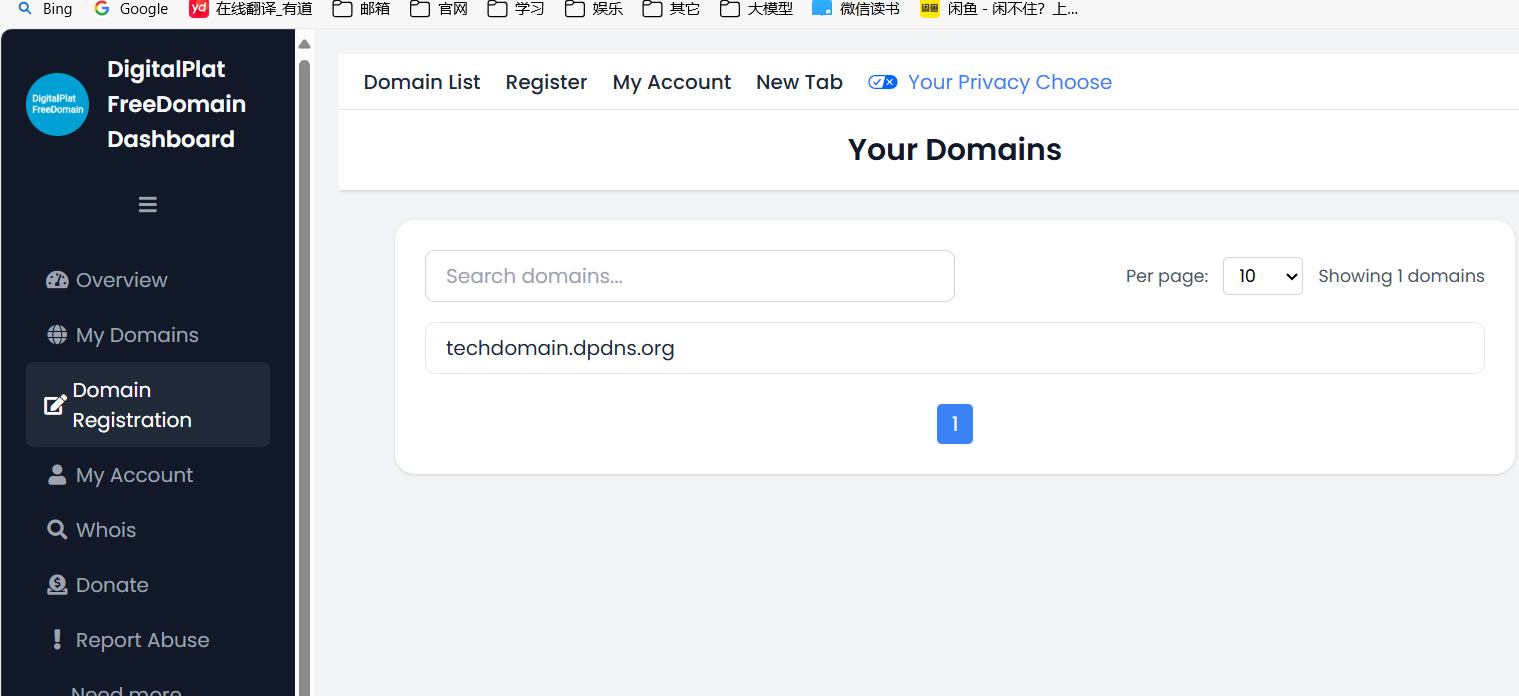 Bing Google yd 在线翻译_有道 邮箱 官网 学习 娱乐 其它 大模型 微信读书 闲鱼 闲鱼 - 闲不住? 上...
DigitalPlat
FreeDomain
DigitalPlat
FreeDomain
Dashboard
Overview
My Domains
Domain
Registration
My Account
Whois
Donate
Report Abuse
Need more
Domain List Register My Account New Tab Your Privacy Choose
Your Domains
Search domains... Per page: 10 Showing 1 domains
techdomain.dpdns.org
1